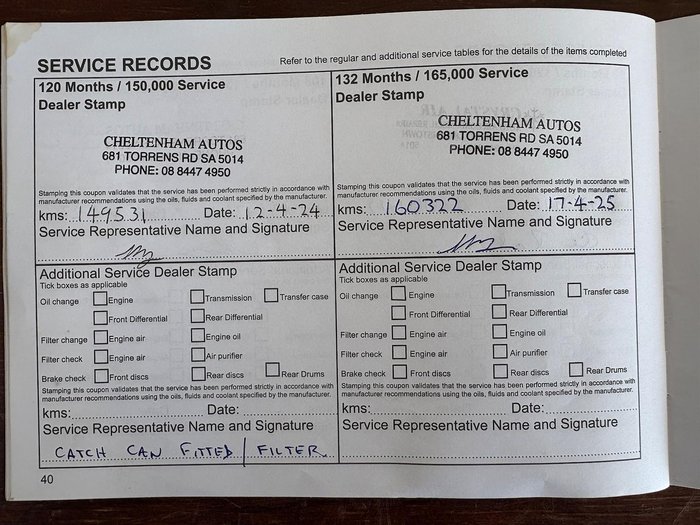 SERVICE RECORDS
Refer to the regular and additional service tables for the details of the items completed
120 Months / 150,000 Service
Dealer Stamp
CHELTENHAM AUTOS
681 TORRENS RD SA 5014
PHONE: 08 8447 4950
Stamping this coupon validates that the service has been performed strictly in accordance with
manufacturer recommendations using the oils, fluids and coolant specified by the manufacturer.
kms: 149531 Date: 12-4-24
Service Representative Name and Signature
Additional Service Dealer Stamp
Tick boxes as applicable
Oil change Engine Transmission Transfer case
Front Differential Rear Differential
Filter change Engine air Engine oil
Filter check Engine air Air purifier
Brake check Front discs Rear discs Rear Drums
Stamping this coupon validates that the service has been performed strictly in accordance with
manufacturer recommendations using the oils, fluids and coolant specified by the manufacturer.
kms: Date:
Service Representative Name and Signature
CATCH CAN FITTED / FILTER.
40
132 Months / 165,000 Service
Dealer Stamp
CHELTENHAM AUTOS
681 TORRENS RD SA 5014
PHONE: 08 8447 4950
Stamping this coupon validates that the service has been performed strictly in accordance with
manufacturer recommendations using the oils, fluids and coolant specified by the manufacturer.
kms: 160322 Date: 17-4-25
Service Representative Name and Signature
Additional Service Dealer Stamp
Tick boxes as applicable
Oil change Engine Transmission Transfer case
Front Differential Rear Differential
Filter change Engine air Engine oil
Filter check Engine air Air purifier
Brake check Front discs Rear discs Rear Drums
Stamping this coupon validates that the service has been performed strictly in accordance with
manufacturer recommendations using the oils, fluids and coolant specified by the manufacturer.
kms: Date:
Service Representative Name and Signature